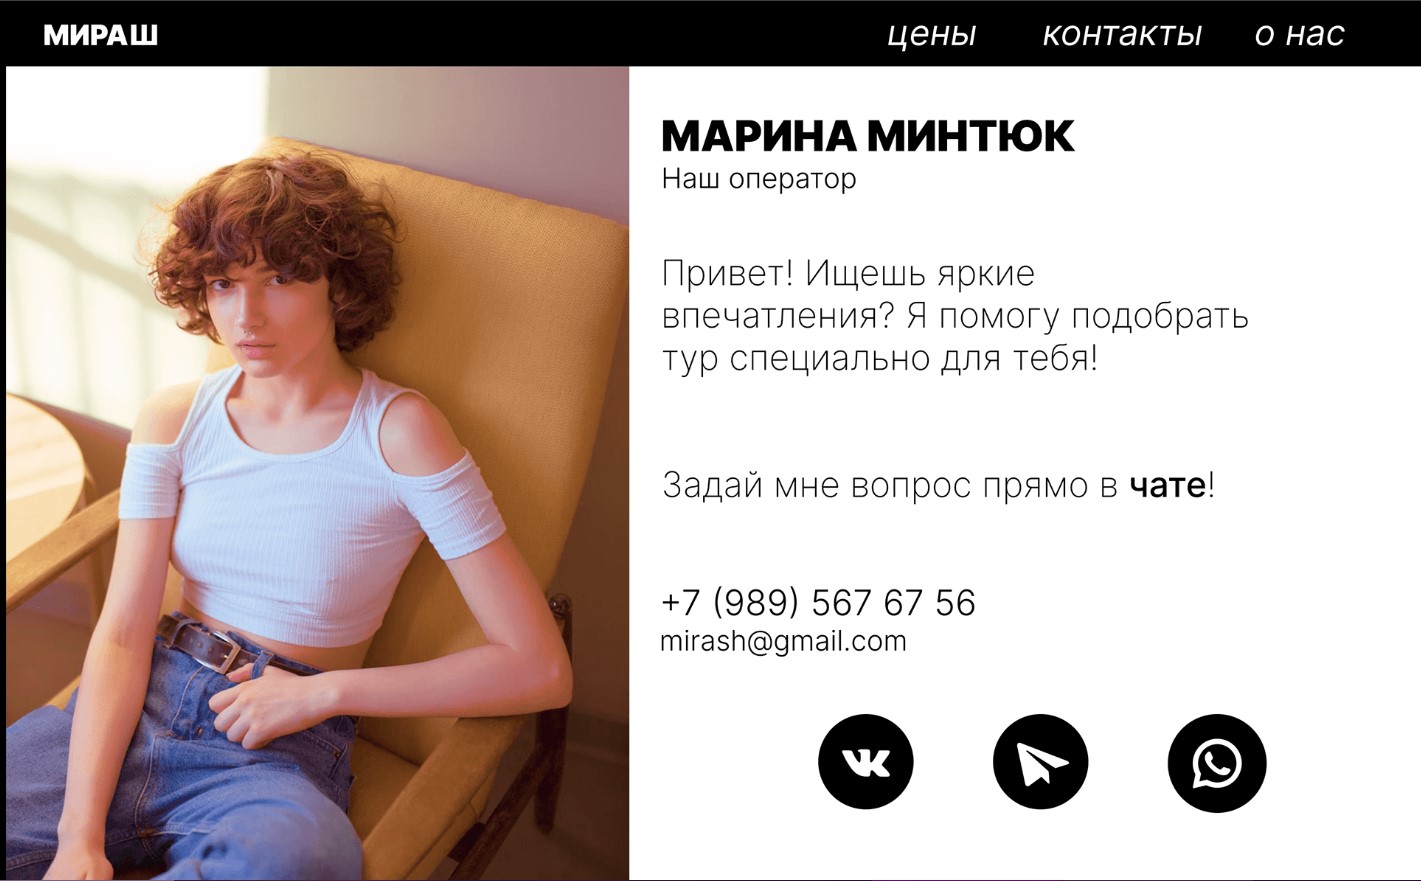 МИРАШ
цены контакты о нас
МАРИНА МИНТЮК
Наш оператор
Привет! Ищешь яркие
впечатления? Я помогу подобрать
тур специально для тебя!
Задай мне вопрос прямо в чате!
+7 (989) 567 67 56
mirash@gmail.com